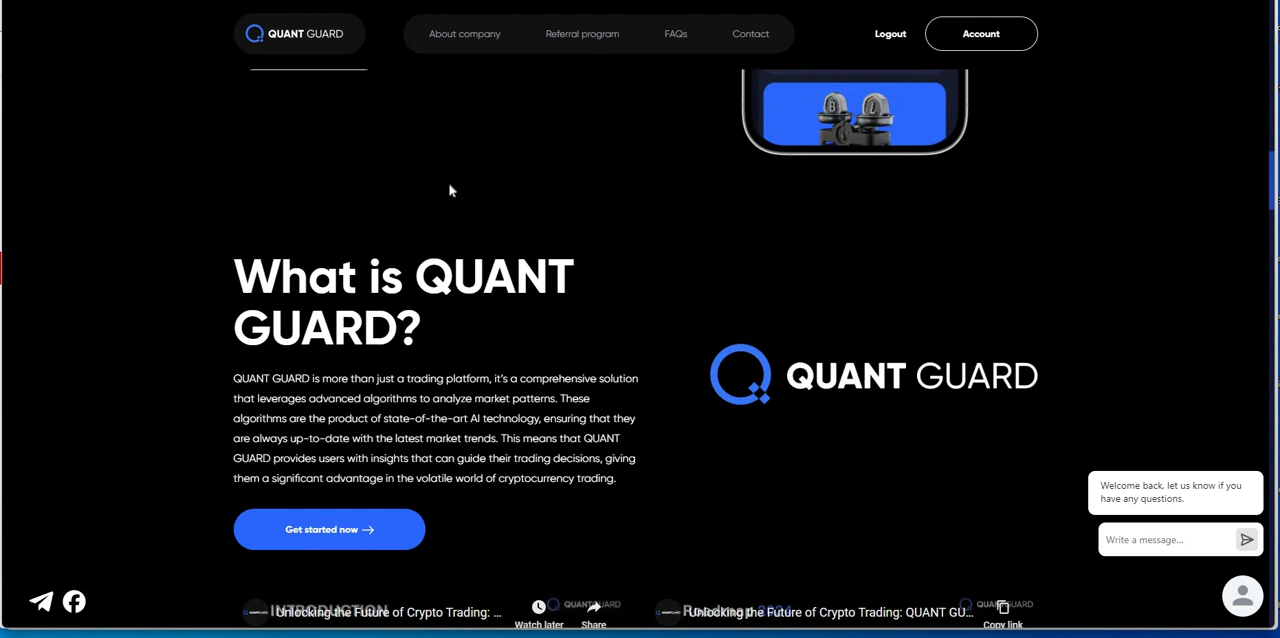 QUANT GUARD
About company
Referral program
FAQs
Contact
Logout
Account
B
L
What is QUANT
GUARD?
QUANT GUARD is more than just a trading platform, it's a comprehensive solution
that leverages advanced algorithms to analyze market patterns. These
algorithms are the product of state-of-the-art AI technology, ensuring that they
are always up-to-date with the latest market trends. This means that QUANT
GUARD provides users with insights that can guide their trading decisions, giving
them a significant advantage in the volatile world of cryptocurrency trading.
QUANT GUARD
Get started now
Welcome back, let us know if you
have any questions.
Write a message...
INTRODUCTION
QUANTGUARD
Unlocking the Future of Crypto Trading: ...
Watch later
Share
Roadmap
QUANTGUARD
Unlocking the Future of Crypto Trading: QUANT GU...
Copy link